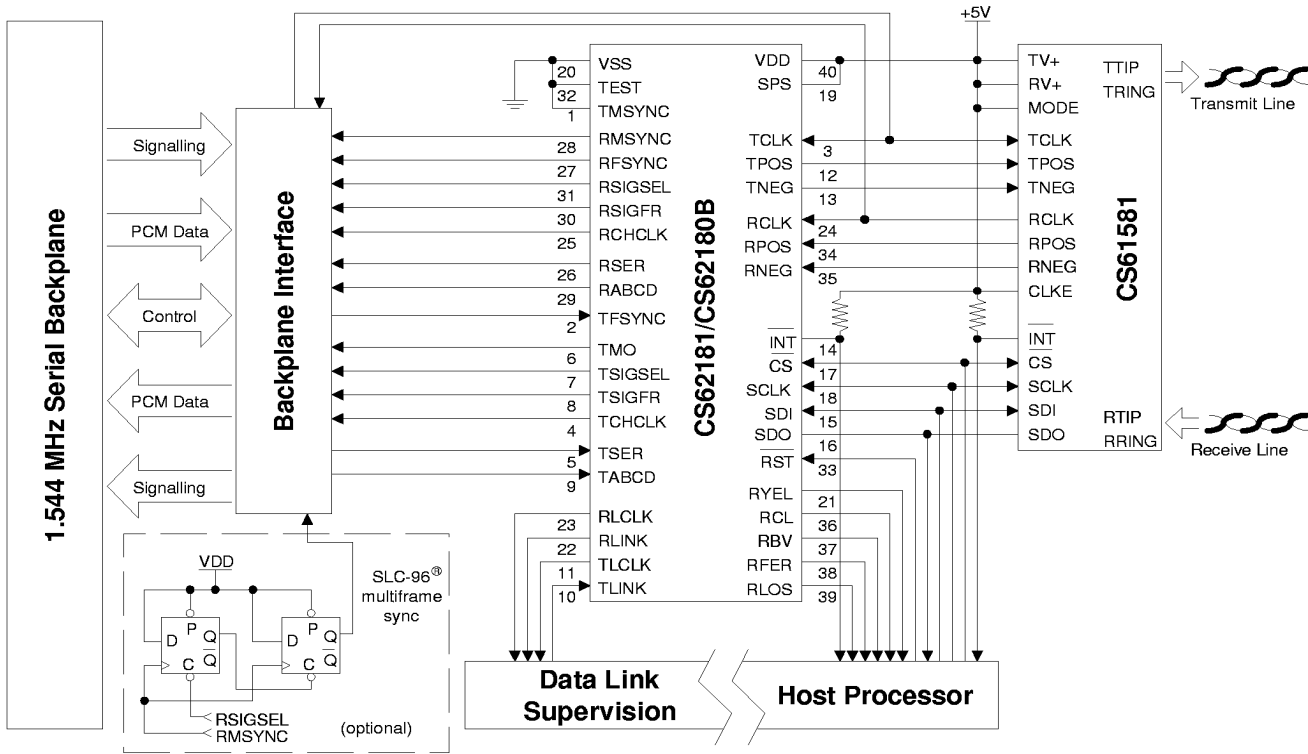 +5V
1.544 MHz Serial Backplane
Signalling
PCM Data
Control
PCM Data
Signalling
Backplane Interface
CS62181/CS62180B
20 VSS
32 TEST
1 TMSYNC
28 RMSYNC
27 RFSYNC
31 RSIGSEL
30 RSIGFR
25 RCHCLK
26 RSER
29 RABCD
2 TFSYNC
6 TMO
7 TSIGSEL
8 TSIGFR
4 TCHCLK
5 TSER
9 TABCD
23 RLCLK
22 RLINK
11 TLCLK
10 TLINK
VDD 40
SPS 19
TCLK 3
TPOS 12
TNEG 13
RCLK 24
RPOS 34
RNEG 35
INT 14
CS 17
SCLK 18
SDI 15
SDO 16
RST 33
RYEL 21
RCL 36
RBV 37
RFER 38
RLOS 39
CS61581
TV+
RV+
MODE
TCLK
TPOS
TNEG
RCLK
RPOS
RNEG
CLKE
INT
CS
SCLK
SDI
SDO
TTIP
TRING
Transmit Line
RTIP
RRING
Receive Line
VDD
SLC-96®
multiframe
sync
D P Q
Q
C
D P Q
Q
C
RSIGSEL
RMSYNC
(optional)
Data Link
Supervision
Host Processor